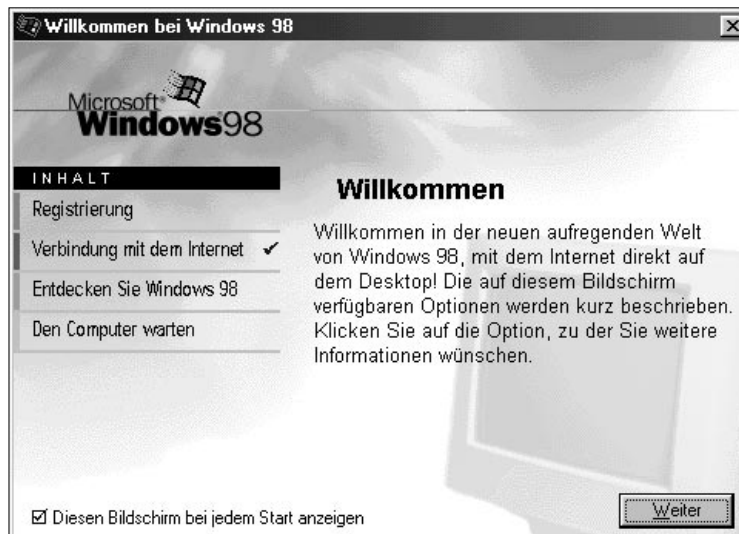 Willkommen bei Windows 98
Microsoft®
Windows98
INHALT
Registrierung
Verbindung mit dem Internet
Entdecken Sie Windows 98
Den Computer warten
Willkommen
Willkommen in der neuen aufregenden Welt
von Windows 98, mit dem Internet direkt auf
dem Desktop! Die auf diesem Bildschirm
verfügbaren Optionen werden kurz beschrieben.
Klicken Sie auf die Option, zu der Sie weitere
Informationen wünschen.
Diesen Bildschirm bei jedem Start anzeigen
Weiter